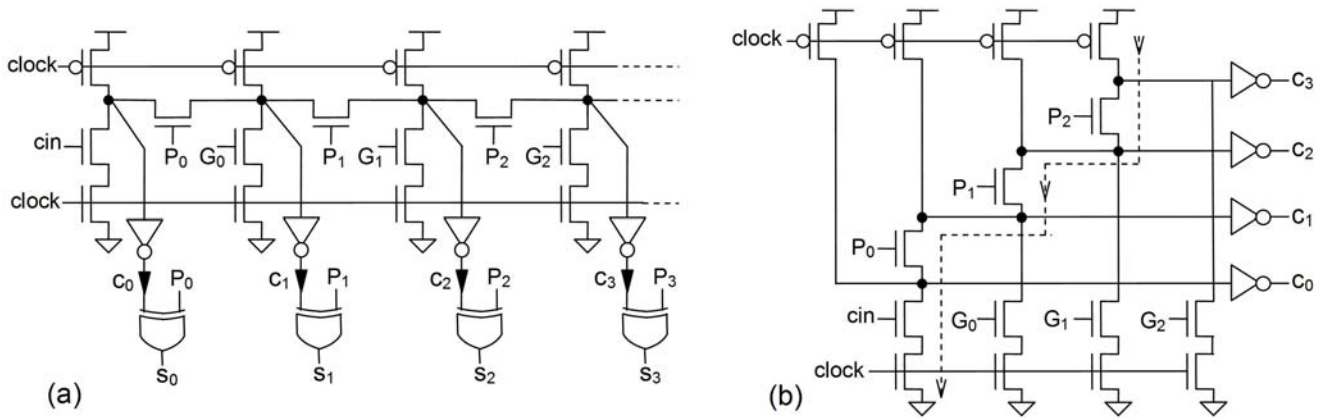 clock
cin P₀ G₀ P₁ G₁ P₂ G₂
clock
c₀ P₀ c₁ P₁ c₂ P₂ c₃ P₃
s₀ s₁ s₂ s₃
(a)
clock
c₃
P₂
c₂
P₁
c₁
P₀
c₀
cin G₀ G₁ G₂
clock
(b)